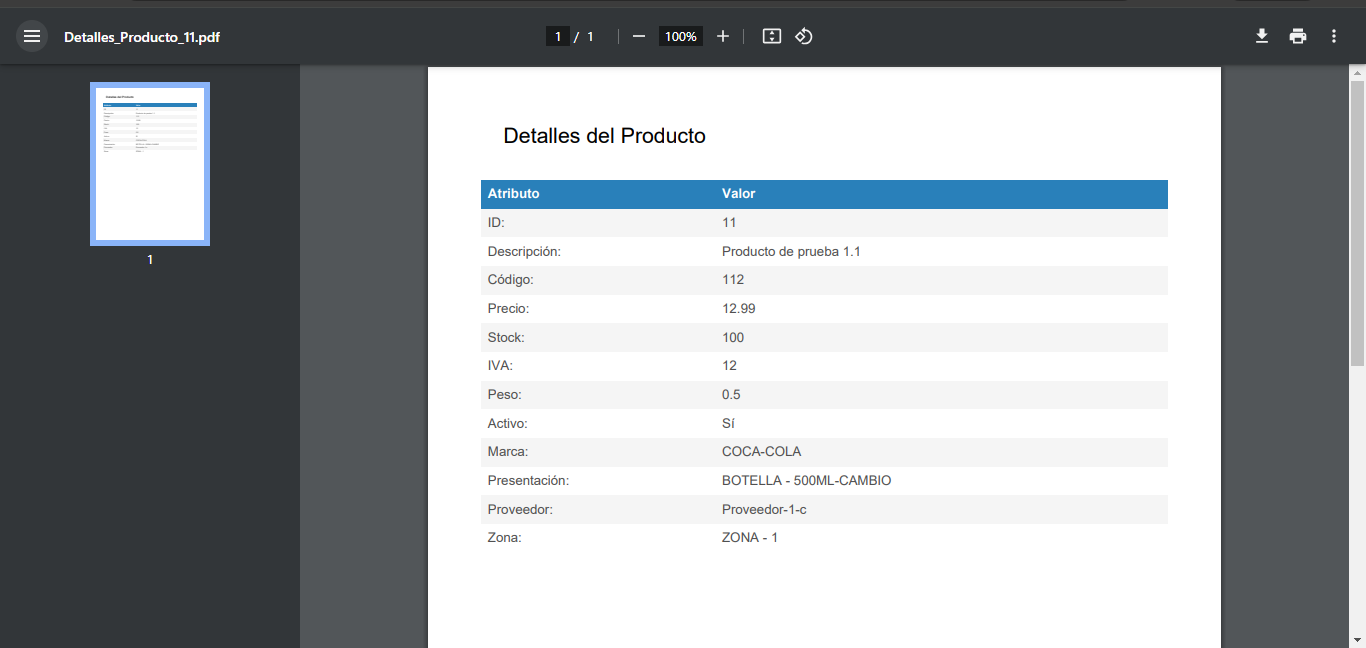 Detalles_Producto_11.pdf
1 / 1
100%
1
Detalles del Producto
Atributo Valor
ID: 11
Descripción: Producto de prueba 1.1
Código: 112
Precio: 12.99
Stock: 100
IVA: 12
Peso: 0.5
Activo: Sí
Marca: COCA-COLA
Presentación: BOTELLA - 500ML-CAMBIO
Proveedor: Proveedor-1-c
Zona: ZONA - 1